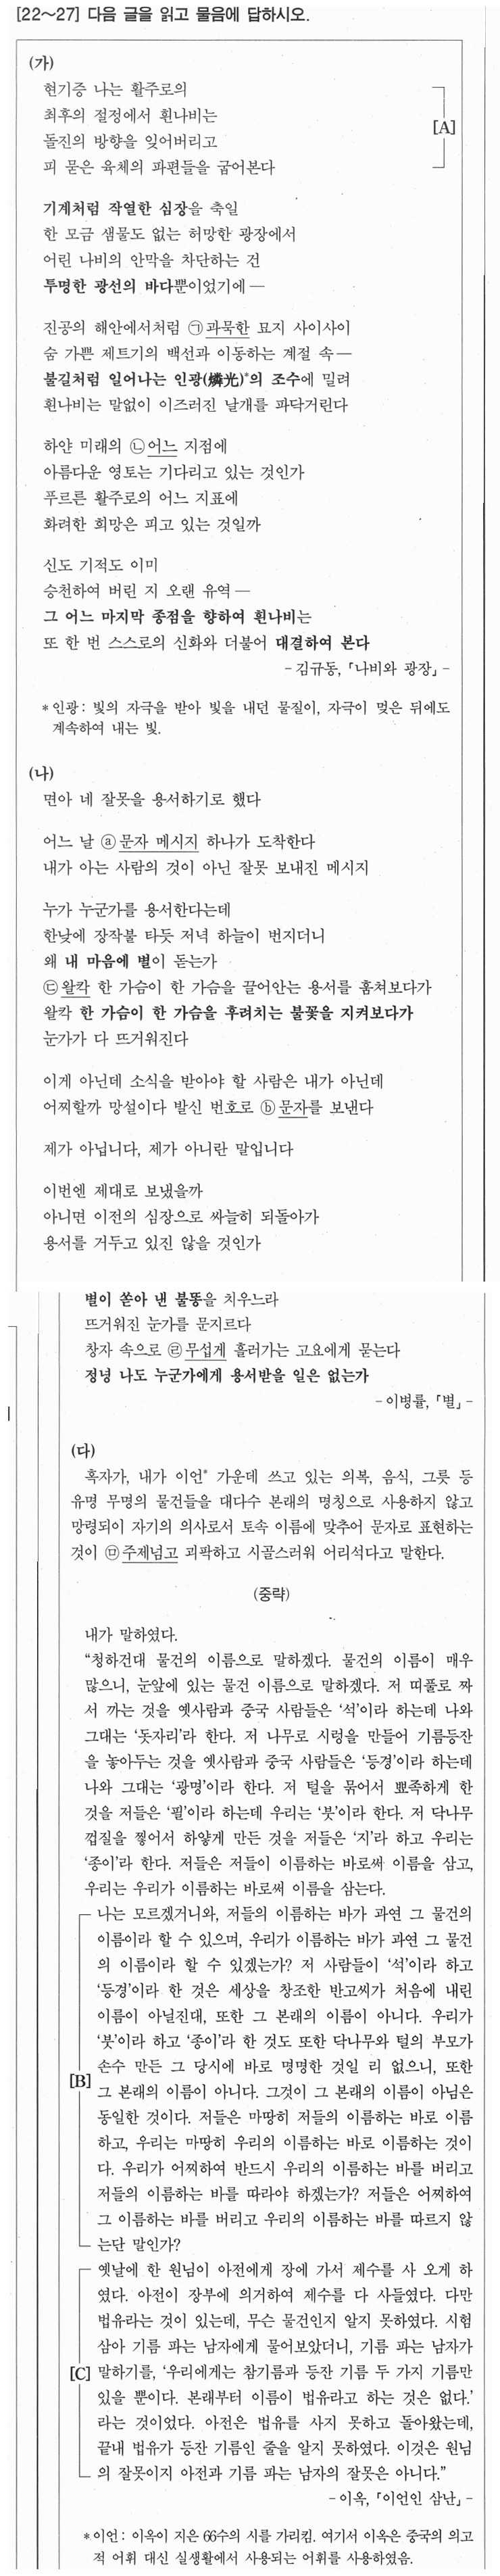 [22～27] 다음 글을 읽고 물음에 답하시오.
(가)
현기증 나는 활주로의
최후의 절정에서 흰나비는
돌진의 방향을 잊어버리고
[A]
피 묻은 육체의 파편들을 굽어본다
기계처럼 작열한 심장을 축일
한 모금 샘물도 없는 허망한 광장에서
어린 나비의 안막을 차단하는 건
투명한 광선의 바다뿐이었기에—
진공의 해안에서처럼 ㉠과묵한 묘지 사이사이
숨 가쁜 제트기의 백선과 이동하는 계절 속—
불길처럼 일어나는 인광(燐光)*의 조수에 밀려
흰나비는 말없이 이즈러진 날개를 파닥거린다
하얀 미래의 ㉡어느 지점에
아름다운 영토는 기다리고 있는 것인가
푸르른 활주로의 어느 지표에
화려한 희망은 피고 있는 것일까
신도 기적도 이미
승천하여 버린 지 오랜 유역—
그 어느 마지막 종점을 향하여 흰나비는
또 한 번 스스로의 신화와 더불어 대결하여 본다
- 김규동, 「나비와 광장」 -
* 인광 : 빛의 자극을 받아 빛을 내던 물질이, 자극이 멎은 뒤에도
계속하여 내는 빛.
(나)
면아 네 잘못을 용서하기로 했다
어느 날 ⓐ문자 메시지 하나가 도착한다
내가 아는 사람의 것이 아닌 잘못 보내진 메시지
누가 누군가를 용서한다는데
한낮에 장작불 타듯 저녁 하늘이 번지더니
왜 내 마음에 별이 돋는가
㉢왈칵 한 가슴이 한 가슴을 끌어안는 용서를 훔쳐보다가
왈칵 한 가슴이 한 가슴을 후려치는 불꽃을 지켜보다가
눈가가 다 뜨거워진다
이게 아닌데 소식을 받아야 할 사람은 내가 아닌데
어찌할까 망설이다 발신 번호로 ⓑ문자를 보낸다
제가 아닙니다, 제가 아니란 말입니다
이번엔 제대로 보냈을까
아니면 이전의 심장으로 싸늘히 되돌아가
용서를 거두고 있진 않을 것인가
별이 쏟아 낸 불똥을 치우느라
뜨거워진 눈가를 문지르다
창자 속으로 ㉣무섭게 흘러가는 고요에게 묻는다
정녕 나도 누군가에게 용서받을 일은 없는가
- 이병률, 「별」 -
(다)
혹자가, 내가 이언* 가운데 쓰고 있는 의복, 음식, 그릇 등
유명 무명의 물건들을 대다수 본래의 명칭으로 사용하지 않고
망령되이 자기의 의사로서 토속 이름에 맞추어 문자로 표현하는
것이 ㉤주제넘고 괴팍하고 시골스러워 어리석다고 말한다.
(중략)
내가 말하였다.
“청하건대 물건의 이름으로 말하겠다. 물건의 이름이 매우
많으니, 눈앞에 있는 물건 이름으로 말하겠다. 저 띠풀로 짜
서 까는 것을 옛사람과 중국 사람들은 ‘석’이라 하는데 나와
그대는 ‘돗자리’라 한다. 저 나무로 시렁을 만들어 기름등잔
을 놓아두는 것을 옛사람과 중국 사람들은 ‘등경’이라 하는데
나와 그대는 ‘광명’이라 한다. 저 털을 묶어서 뾰족하게 한
것을 저들은 ‘필’이라 하는데 우리는 ‘붓’이라 한다. 저 닥나무
껍질을 찧어서 하얗게 만든 것을 저들은 ‘지’라 하고 우리는
‘종이’라 한다. 저들은 저들이 이름하는 바로써 이름을 삼고,
우리는 우리가 이름하는 바로써 이름을 삼는다.
나는 모르겠거니와, 저들의 이름하는 바가 과연 그 물건의
이름이라 할 수 있으며, 우리가 이름하는 바가 과연 그 물건
의 이름이라 할 수 있겠는가? 저 사람들이 ‘석’이라 하고
‘등경’이라 한 것은 세상을 창조한 반고씨가 처음에 내린
이름이 아닐진대, 또한 그 본래의 이름이 아니다. 우리가
‘붓’이라 하고 ‘종이’라 한 것도 또한 닥나무와 털의 부모가
손수 만든 그 당시에 바로 명명한 것일 리 없으니, 또한
[B]
그 본래의 이름이 아니다. 그것이 그 본래의 이름이 아님은
동일한 것이다. 저들은 마땅히 저들의 이름하는 바로 이름
하고, 우리는 마땅히 우리의 이름하는 바로 이름하는 것이
다. 우리가 어찌하여 반드시 우리의 이름하는 바를 버리고
저들의 이름하는 바를 따라야 하겠는가? 저들은 어찌하여
그 이름하는 바를 버리고 우리의 이름하는 바를 따르지 않
는단 말인가?
옛날에 한 원님이 아전에게 장에 가서 제수를 사 오게 하
였다. 아전이 장부에 의거하여 제수를 다 사들였다. 다만
법유라는 것이 있는데, 무슨 물건인지 알지 못하였다. 시험
삼아 기름 파는 남자에게 물어보았더니, 기름 파는 남자가
[C] 말하기를, ‘우리에게는 참기름과 등잔 기름 두 가지 기름만
있을 뿐이다. 본래부터 이름이 법유라고 하는 것은 없다.’
라는 것이었다. 아전은 법유를 사지 못하고 돌아왔는데,
끝내 법유가 등잔 기름인 줄을 알지 못하였다. 이것은 원님
의 잘못이지 아전과 기름 파는 남자의 잘못은 아니다.”
- 이옥, 「이언인 삼난」 -
* 이언 : 이옥이 지은 66수의 시를 가리킴. 여기서 이옥은 중국의 의고
적 어휘 대신 실생활에서 사용되는 어휘를 사용하였음.